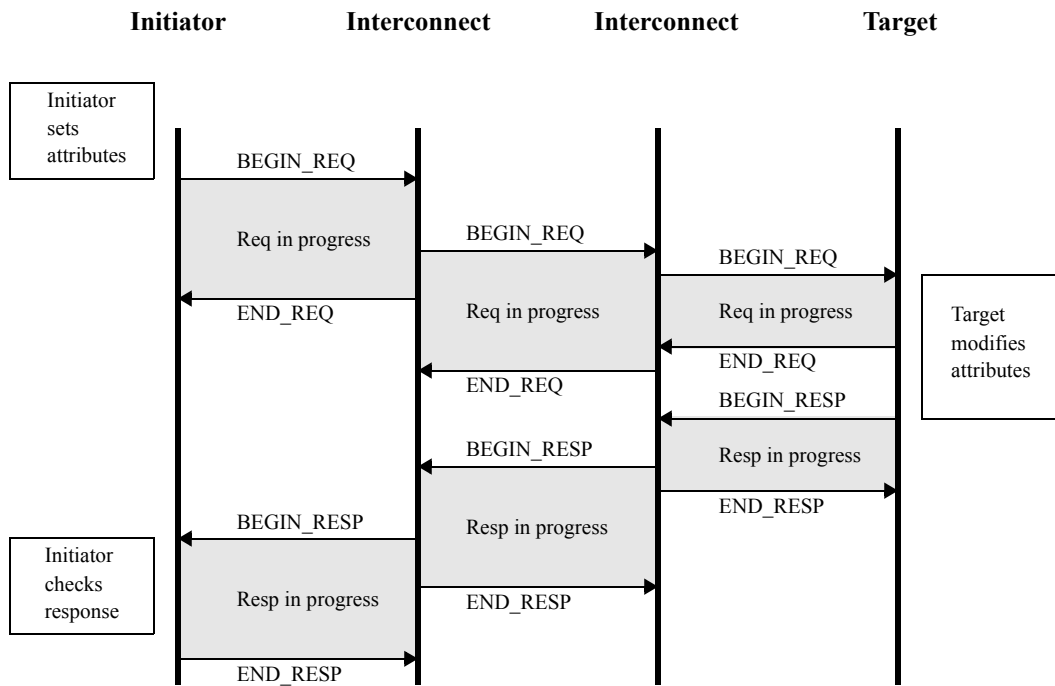 Initiator
Interconnect
Interconnect
Target
Initiator
sets
attributes
BEGIN_REQ
Req in progress
BEGIN_REQ
BEGIN_REQ
END_REQ
Req in progress
Req in progress
Target
modifies
attributes
END_REQ
END_REQ
BEGIN_RESP
BEGIN_RESP
Resp in progress
END_RESP
BEGIN_RESP
Resp in progress
Initiator
checks
response
Resp in progress
END_RESP
END_RESP